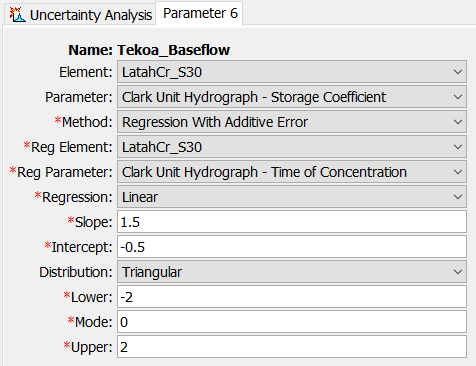 Uncertainty Analysis Parameter 6
Name: Tekoa_Baseflow
Element: LatahCr_S30
Parameter: Clark Unit Hydrograph - Storage Coefficient
*Method: Regression With Additive Error
*Reg Element: LatahCr_S30
*Reg Parameter: Clark Unit Hydrograph - Time of Concentration
*Regression: Linear
*Slope: 1.5
*Intercept: -0.5
Distribution: Triangular
*Lower: -2
*Mode: 0
*Upper: 2